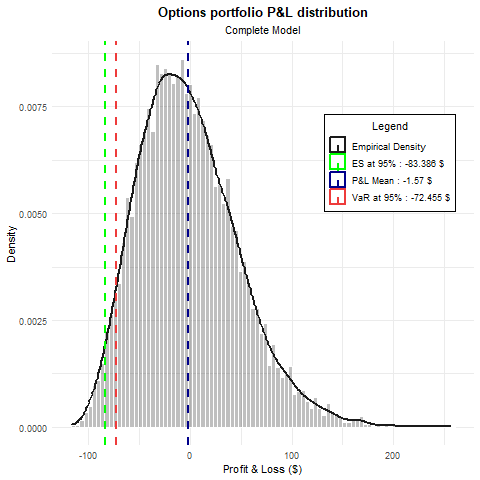 Options portfolio P&L distribution
Complete Model
0.0075
0.0050
0.0025
0.0000
Density
-100
0
100
200
Profit & Loss ($)
Legend
Empirical Density
ES at 95% : -83.386 $
P&L Mean : -1.57 $
VaR at 95% : -72.455 $